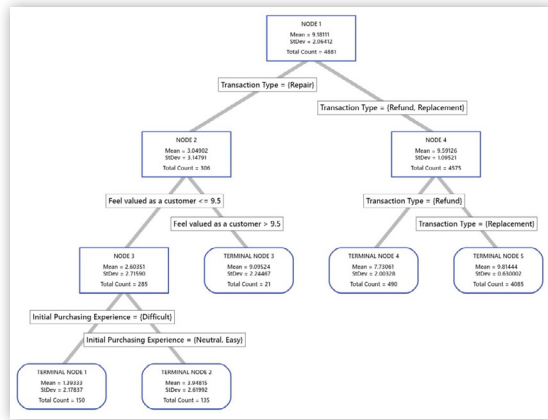 NODE 1
Mean = 9.18111
StDev = 2.06412
Total Count = 4881
Transaction Type = {Repair}
Transaction Type = {Refund, Replacement}
NODE 2
Mean = 3.04902
StDev = 3.14791
Total Count = 306
NODE 4
Mean = 9.59126
StDev = 1.09521
Total Count = 4575
Feel valued as a customer <= 9.5
Feel valued as a customer > 9.5
Transaction Type = {Refund}
Transaction Type = {Replacement}
NODE 3
Mean = 2.60351
StDev = 2.71590
Total Count = 285
TERMINAL NODE 3
Mean = 9.09524
StDev = 2.24467
Total Count = 21
TERMINAL NODE 4
Mean = 7.73061
StDev = 2.00328
Total Count = 490
TERMINAL NODE 5
Mean = 9.81444
StDev = 0.630002
Total Count = 4085
Initial Purchasing Experience = {Difficult}
Initial Purchasing Experience = {Neutral, Easy}
TERMINAL NODE 1
Mean = 1.39333
StDev = 2.17837
Total Count = 150
TERMINAL NODE 2
Mean = 3.94815
StDev = 2.61992
Total Count = 135